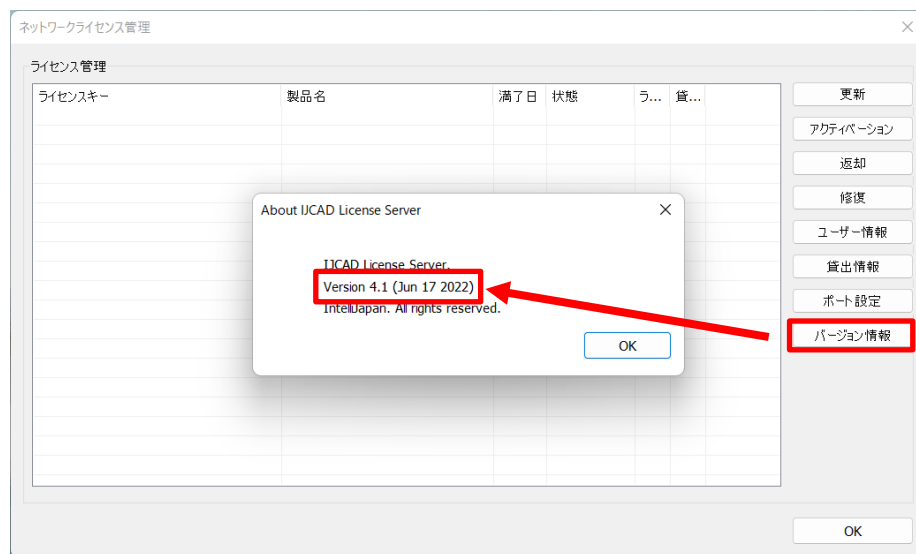 ネットワークライセンス管理
ライセンス管理
ライセンスキー 製品名 満了日 状態 ラ... 貸...
更新
アクティベーション
返却
修復
ユーザー情報
貸出情報
ポート設定
バージョン情報
About IJCAD License Server
IJCAD License Server.
Version 4.1 (Jun 17 2022)
IntelliJapan. All rights reserved.
OK
OK